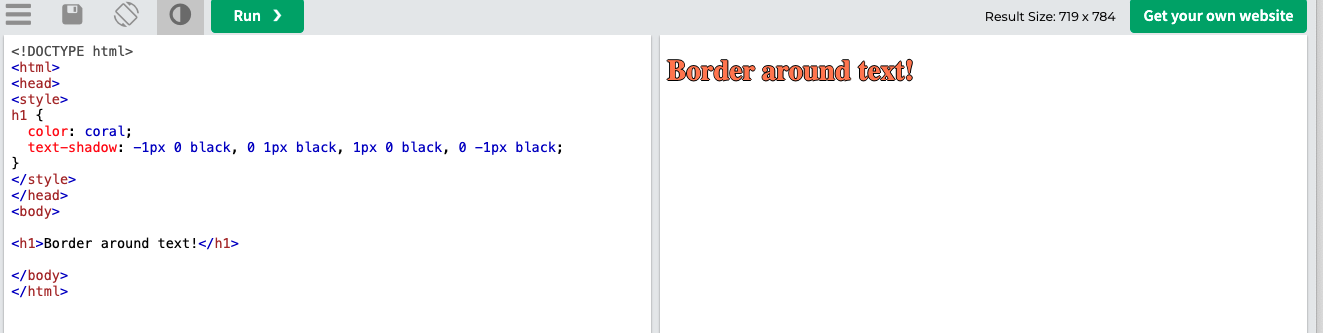 Run ❯
Result Size: 719 x 784
Get your own website
<!DOCTYPE html>
<html>
<head>
<style>
h1 {
  color: coral;
  text-shadow: -1px 0 black, 0 1px black, 1px 0 black, 0 -1px black;
}
</style>
</head>
<body>

<h1>Border around text!</h1>

</body>
</html>
Border around text!